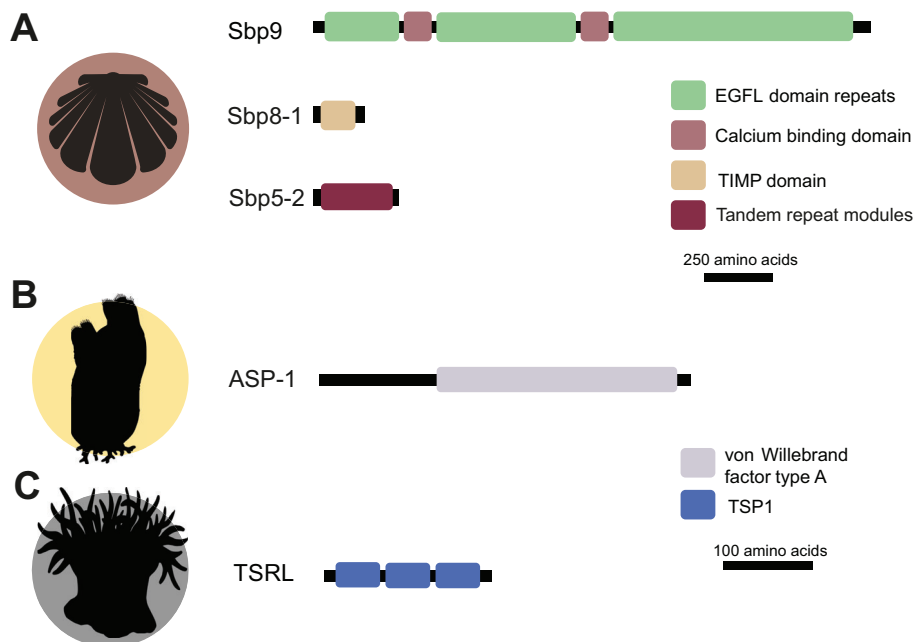 A
Sbp9
EGFL domain repeats
Sbp8-1
Calcium binding domain
TIMP domain
Sbp5-2
Tandem repeat modules
250 amino acids
B
ASP-1
von Willebrand
factor type A
C
TSP1
100 amino acids
TSRL